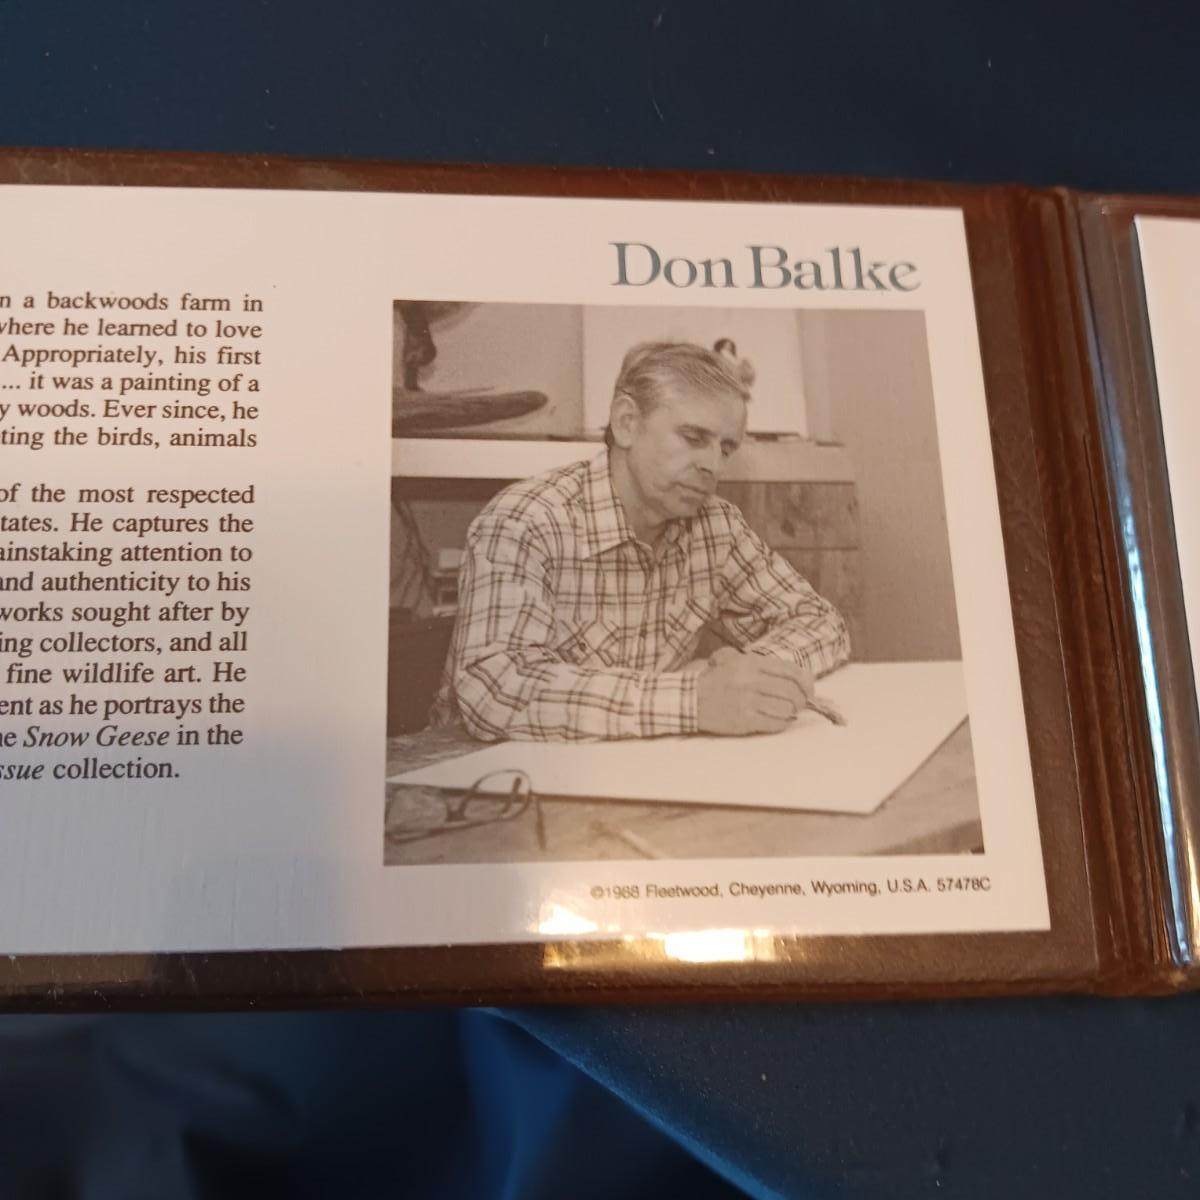 Don Balke
n a backwoods farm in
where he learned to love
Appropriately, his first
... it was a painting of a
y woods. Ever since, he
ting the birds, animals
of the most respected
tates. He captures the
ainstaking attention to
and authenticity to his
works sought after by
ing collectors, and all
fine wildlife art. He
ent as he portrays the
he Snow Geese in the
ssue collection.
©1988 Fleetwood, Cheyenne, Wyoming, U.S.A. 57478C